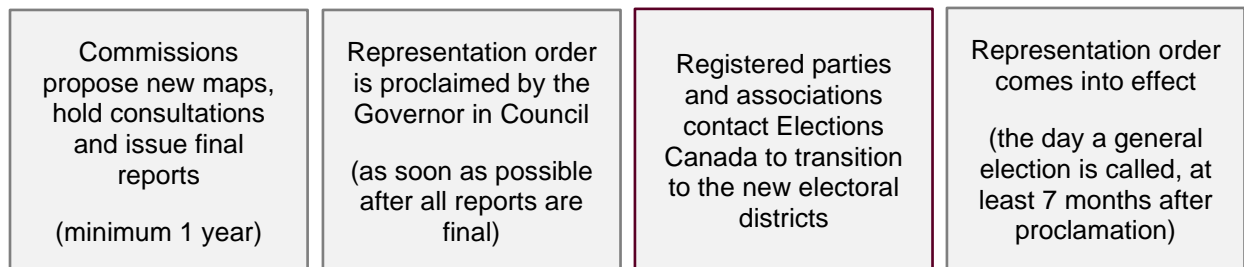 Commissions
propose new maps,
hold consultations
and issue final
reports
(minimum 1 year)
Representation order
is proclaimed by the
Governor in Council
(as soon as possible
after all reports are
final)
Registered parties
and associations
contact Elections
Canada to transition
to the new electoral
districts
Representation order
comes into effect
(the day a general
election is called, at
least 7 months after
proclamation)